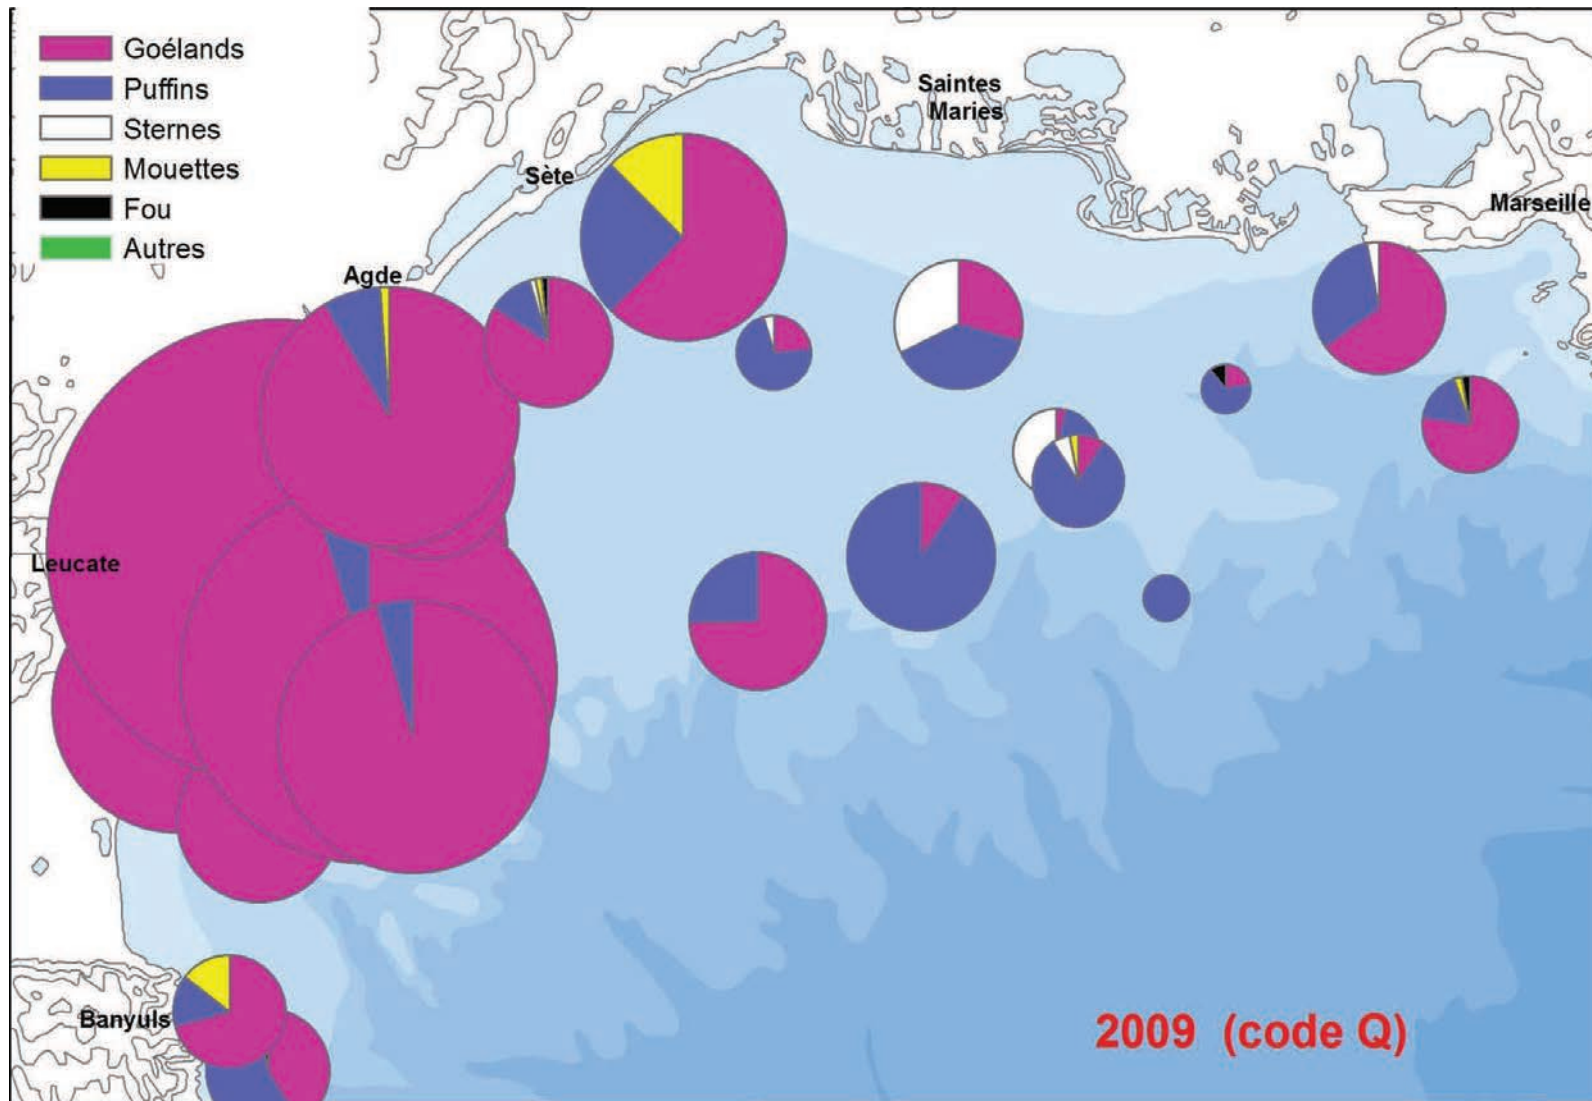 Goélands
Puffins
Sternes
Mouettes
Fou
Autres
Saintes
Maries
Sète
Marseille
Agde
Leucate
Banyuls
2009 (code Q)